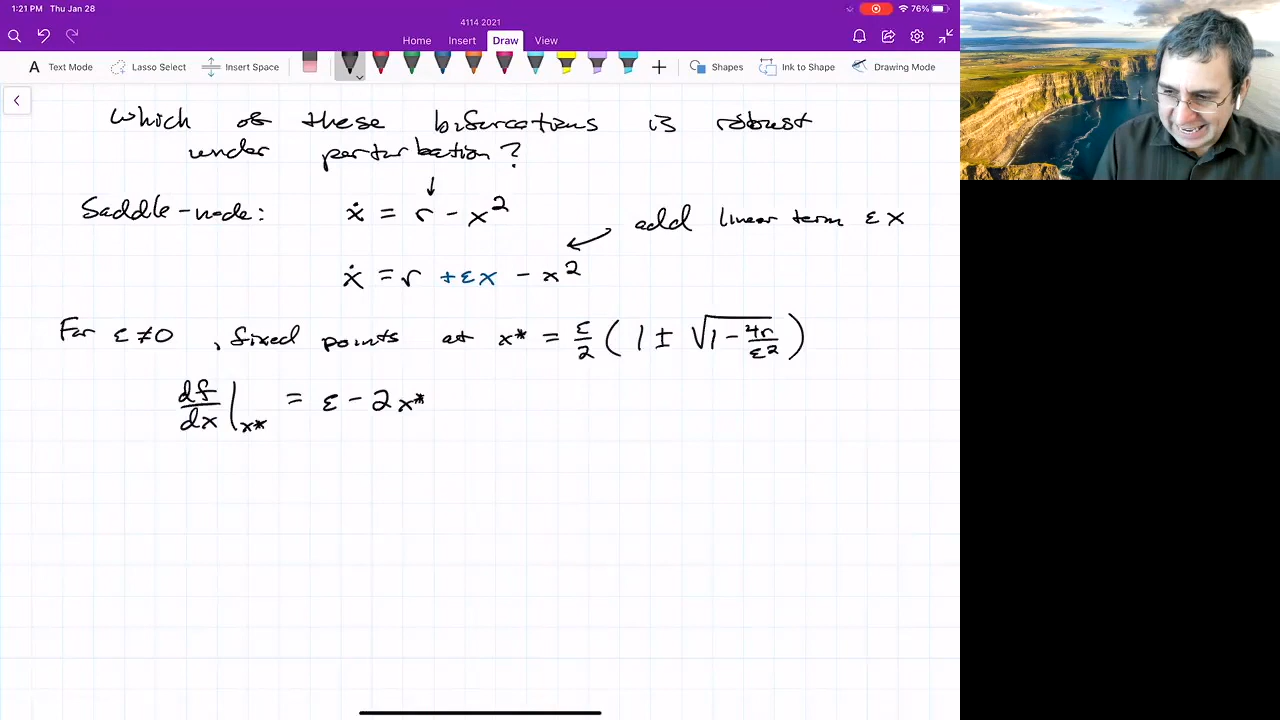 1:21 PM Thu Jan 28
76%
4114 2021
Home Insert Draw View
Text Mode Lasso Select Insert Space Shapes Ink to Shape Drawing Mode
Which of these bifurcations is robust
under perturbation?
↓
Saddle-node: ẋ = r - x²
add linear term εx
ẋ = r + εx - x²
For ε≠0, fixed points at x* = ε/2 (1 ± √(1 - 4r/ε²))
df/dx |x* = ε - 2x*